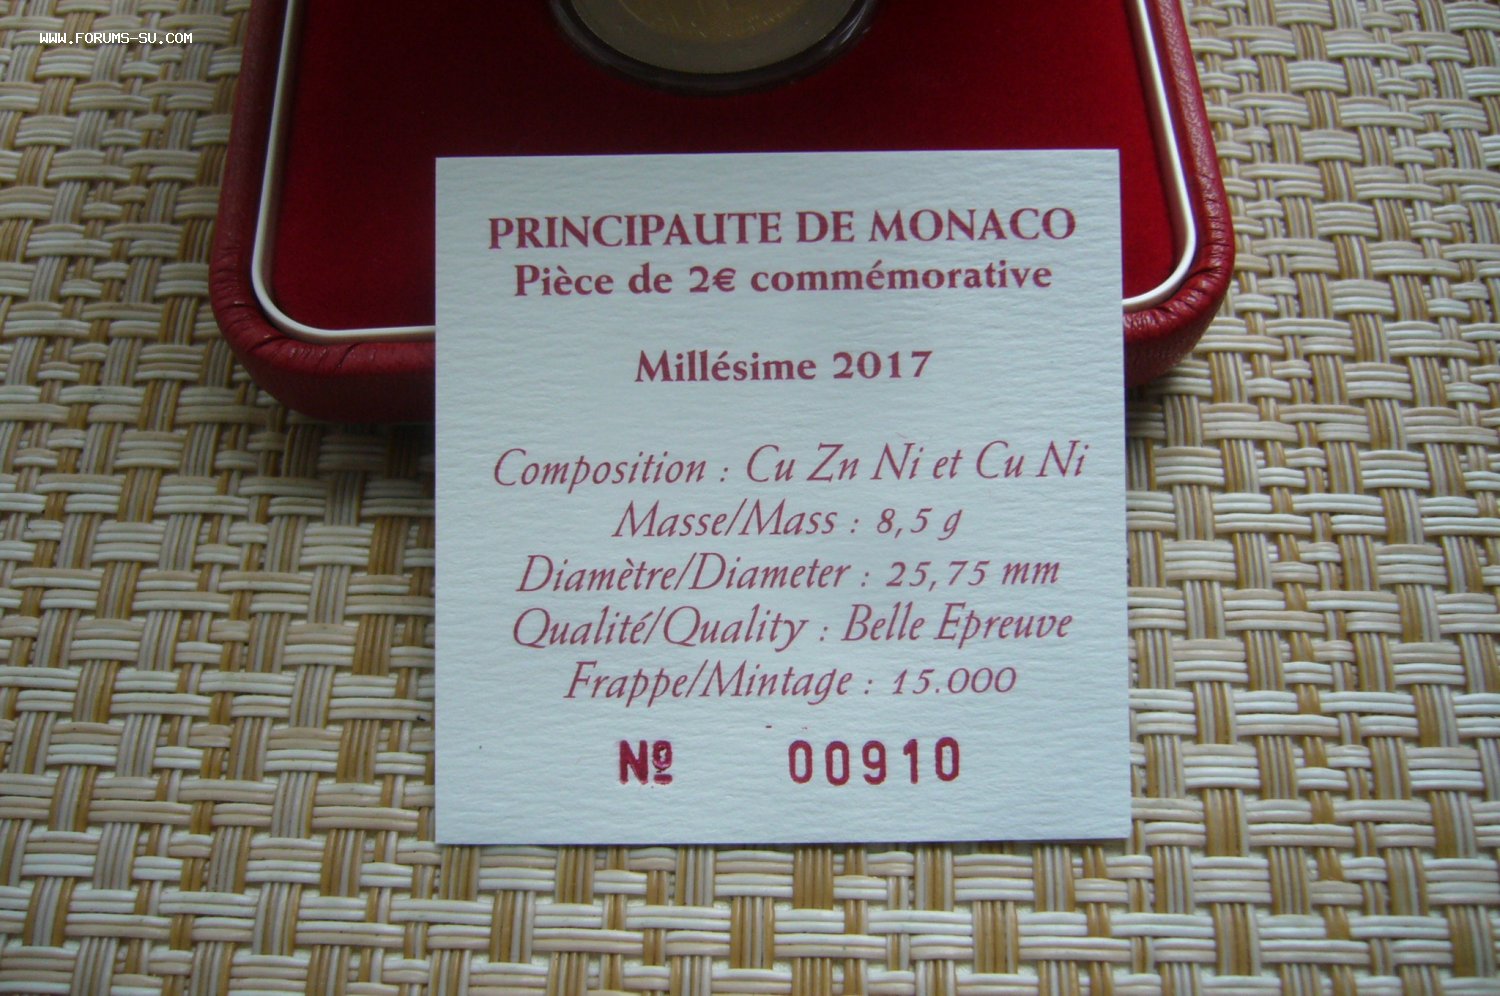 WWW.FORUMS-SU.COM
PRINCIPAUTE DE MONACO
Pièce de 2€ commémorative
Millésime 2017
Composition : Cu Zn Ni et Cu Ni
Masse/Mass : 8,5 g
Diamètre/Diameter : 25,75 mm
Qualité/Quality : Belle Epreuve
Frappe/Mintage : 15.000
Nº 00910